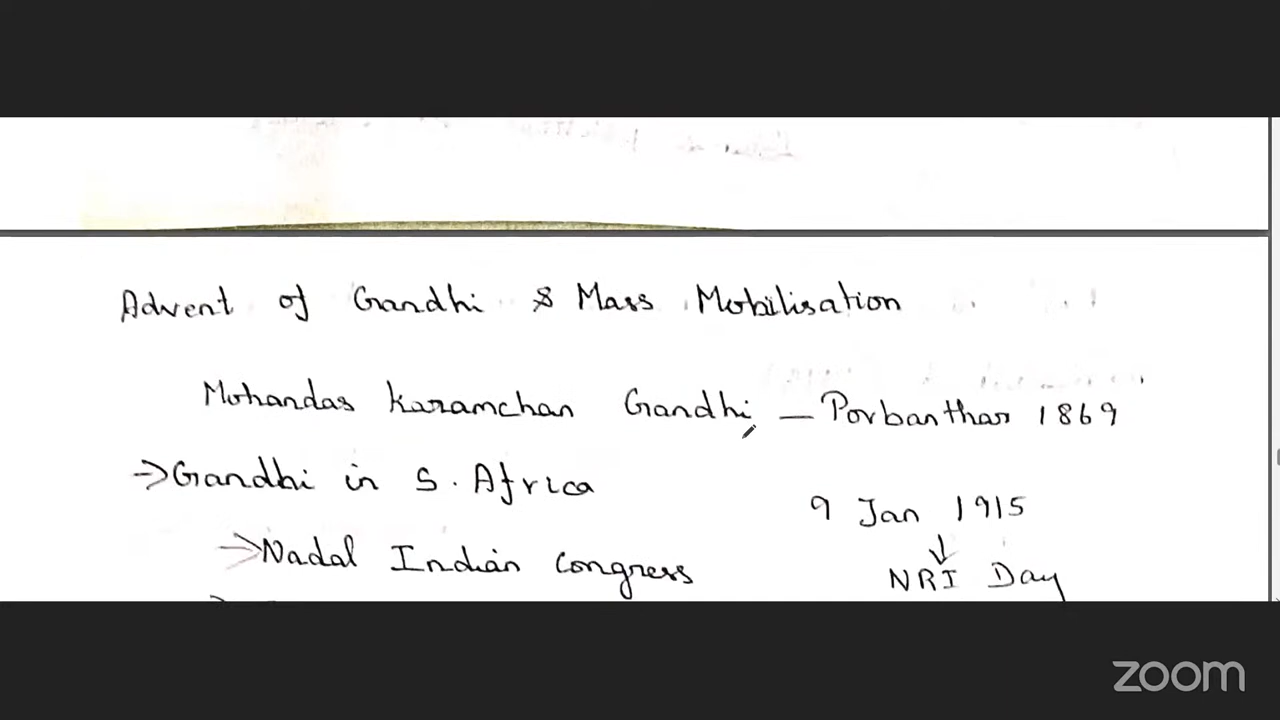 Advent of Gandhi & Mass Mobilisation
Mohandas Karamchan Gandhi — Porbanthar 1869
→Gandhi in S. Africa
9 Jan 1915
↓
→Nadal Indian Congress
NRI Day
zoom